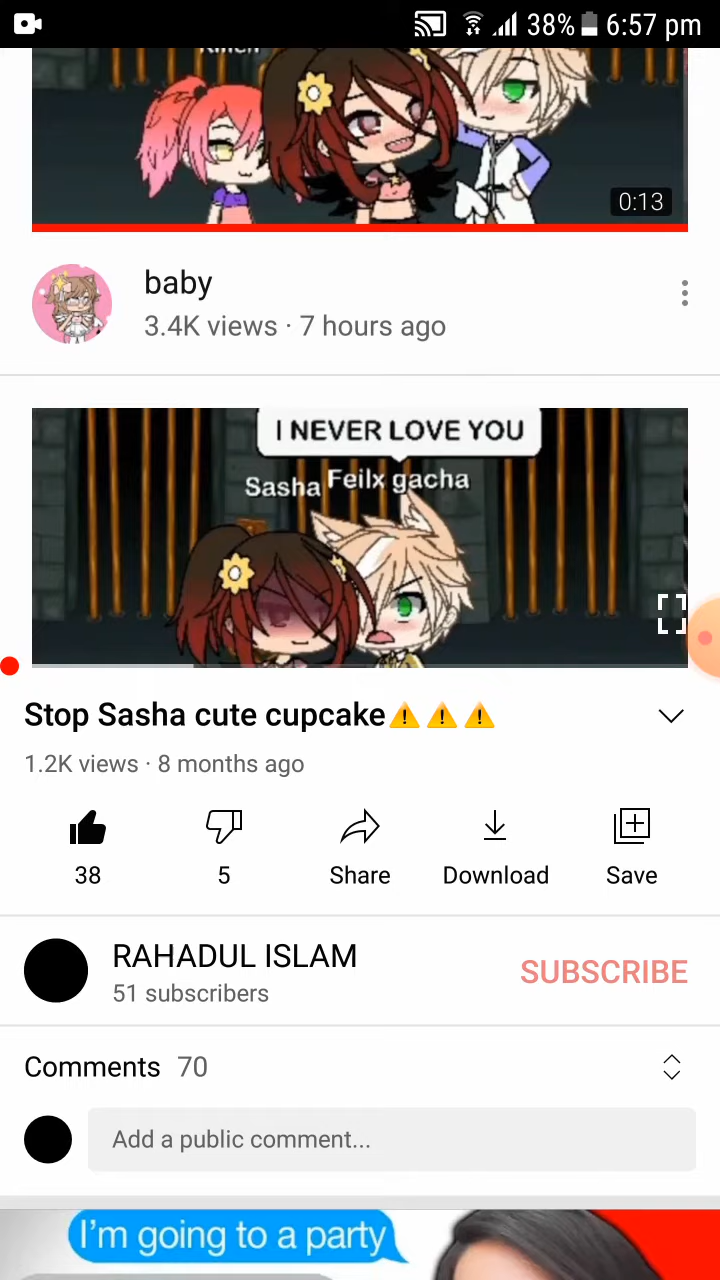 38% 6:57 pm
0:13
baby
3.4K views · 7 hours ago
I NEVER LOVE YOU
Sasha Feilx gacha
Stop Sasha cute cupcake⚠️⚠️⚠️
1.2K views · 8 months ago
38 5 Share Download Save
RAHADUL ISLAM
SUBSCRIBE
51 subscribers
Comments 70
Add a public comment...
I'm going to a party